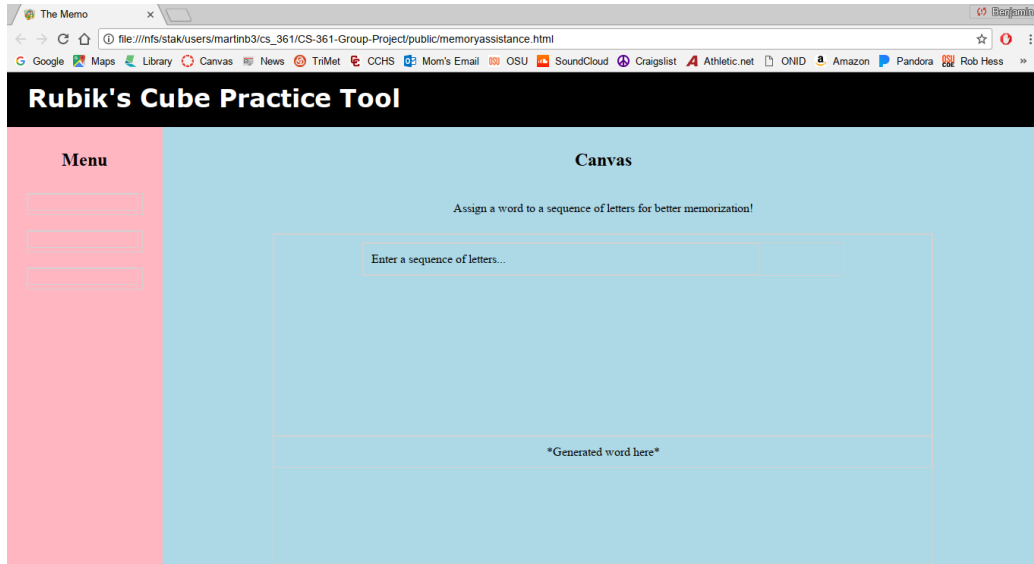 The Memo
Benjamin
file:///nfs/stak/users/martinb3/cs_361/CS-361-Group-Project/public/memoryassistance.html
Google Maps Library Canvas News TriMet CCHS Mom's Email OSU SoundCloud Craigslist Athletic.net ONID Amazon Pandora Rob Hess »
Rubik's Cube Practice Tool
Menu
Canvas
Assign a word to a sequence of letters for better memorization!
Enter a sequence of letters...
*Generated word here*